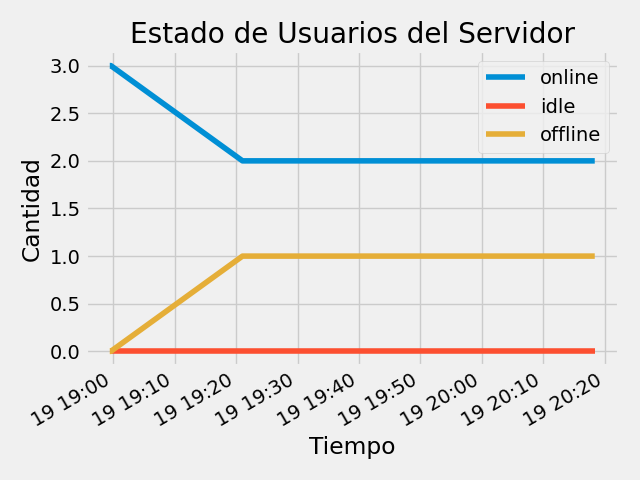 Estado de Usuarios del Servidor
online
idle
offline
Cantidad
3.0
2.5
2.0
1.5
1.0
0.5
0.0
19 19:00
19 19:10
19 19:20
19 19:30
19 19:40
19 19:50
19 20:00
19 20:10
19 20:20
Tiempo